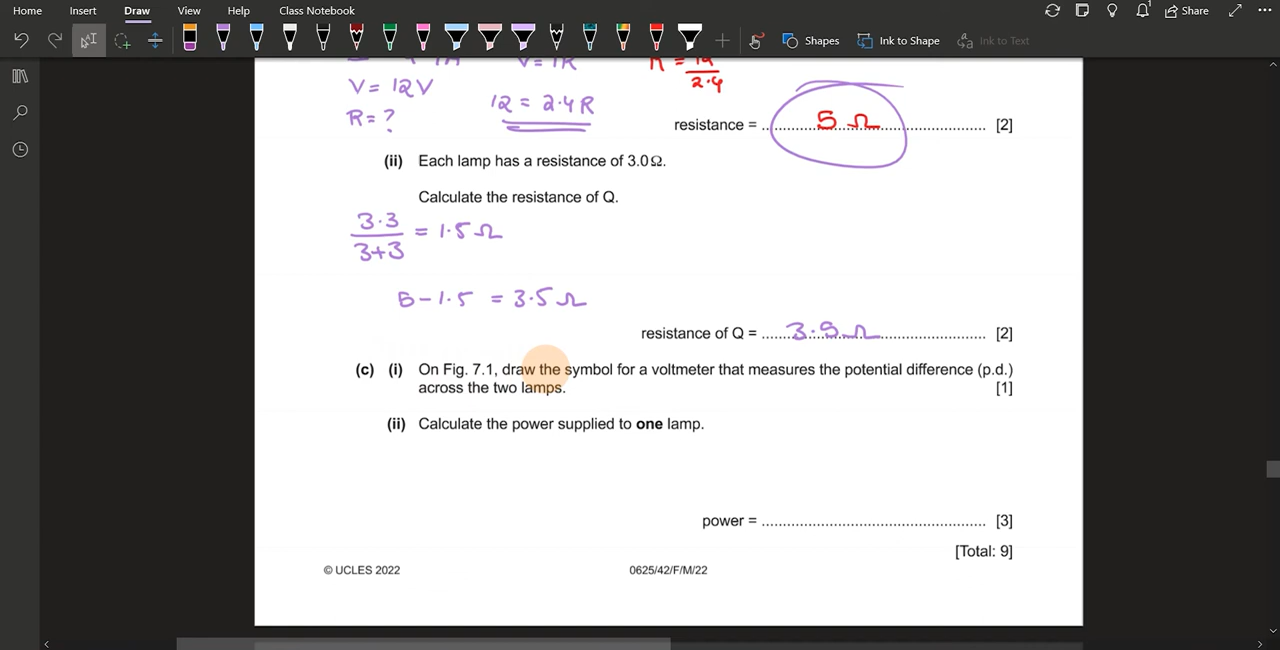 Home Insert Draw View Help Class Notebook Share
Shapes Ink to Shape Ink to Text
V = IR
V = 12V
12 = 2.4R
2.4
R = ?
resistance = 5 Ω [2]
(ii) Each lamp has a resistance of 3.0 Ω.
Calculate the resistance of Q.
3.3
3+3
= 1.5 Ω
5 - 1.5 = 3.5 Ω
resistance of Q = 3.5 Ω [2]
(c) (i) On Fig. 7.1, draw the symbol for a voltmeter that measures the potential difference (p.d.)
across the two lamps. [1]
(ii) Calculate the power supplied to one lamp.
power = ...................................................... [3]
[Total: 9]
© UCLES 2022 0625/42/F/M/22